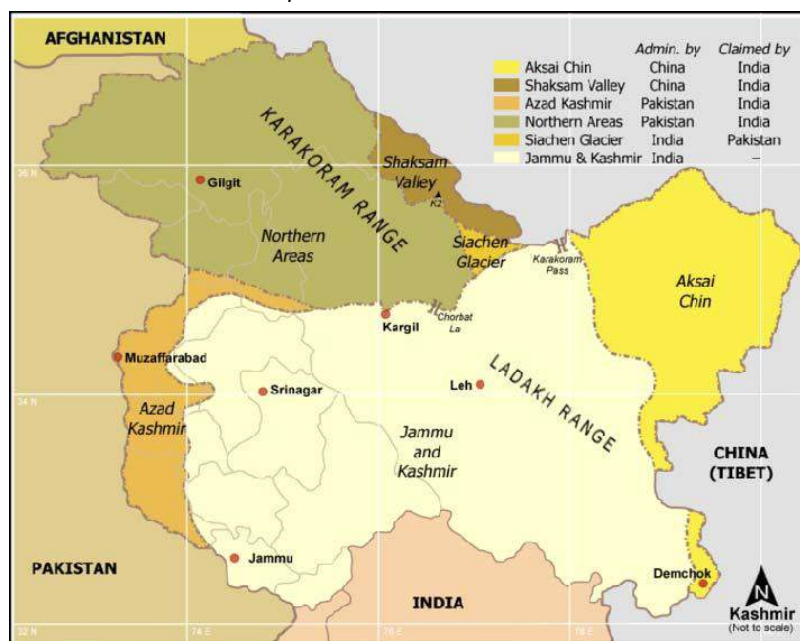 AFGHANISTAN
Admin. by Claimed by
Aksai Chin China India
Shaksam Valley China India
Azad Kashmir Pakistan India
Northern Areas Pakistan India
Siachen Glacier India Pakistan
Jammu & Kashmir India –
KARAKORAM RANGE
Shaksam
Valley
36 N
Gilgit
K2
Northern
Areas
Siachen
Glacier
Karakoram
Pass
Aksai
Chin
Kargil
Chorbat
La
Muzaffarabad
Srinagar
Leh
LADAKH RANGE
34 N
Azad
Kashmir
Jammu
and
Kashmir
CHINA
(TIBET)
Jammu
PAKISTAN
Demchok
N
INDIA
Kashmir
(Not to scale)
32 N
74 E
76 E
78 E